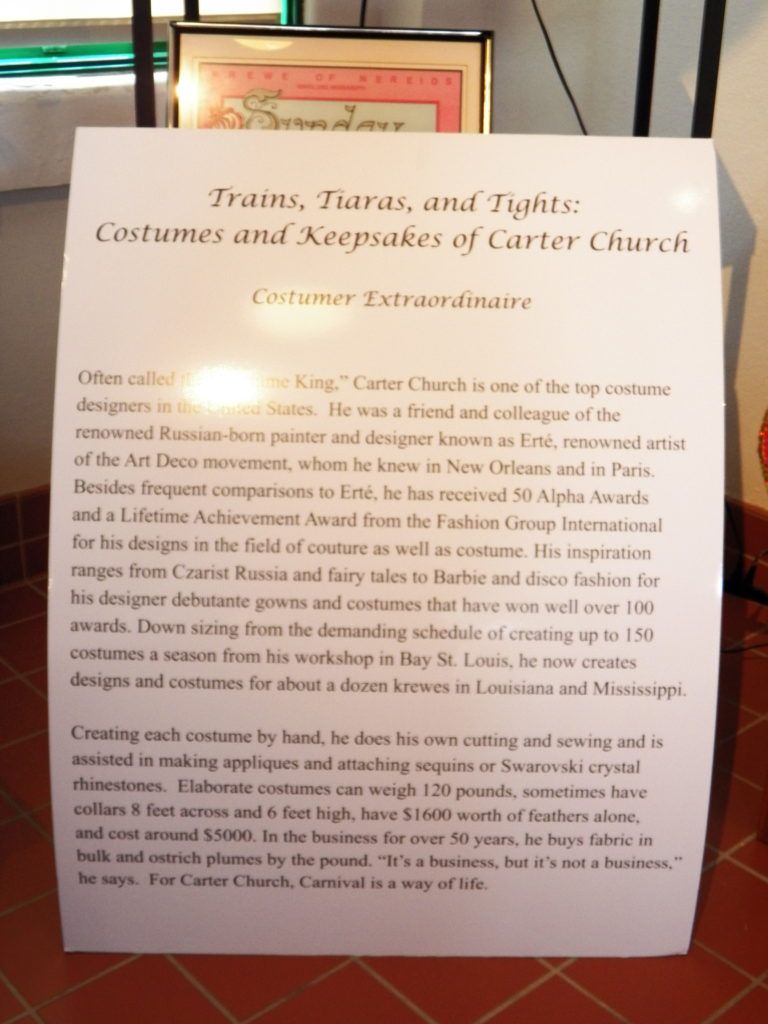 KREWE OF NEREIDS
Sunday
Trains, Tiaras, and Tights:
Costumes and Keepsakes of Carter Church
Costumer Extraordinaire
Often called King,” Carter Church is one of the top costume
designers in the United States.  He was a friend and colleague of the
renowned Russian-born painter and designer known as Erté, renowned artist
of the Art Deco movement, whom he knew in New Orleans and in Paris.
Besides frequent comparisons to Erté, he has received 50 Alpha Awards
and a Lifetime Achievement Award from the Fashion Group International
for his designs in the field of couture as well as costume. His inspiration
ranges from Czarist Russia and fairy tales to Barbie and disco fashion for
his designer debutante gowns and costumes that have won well over 100
awards. Down sizing from the demanding schedule of creating up to 150
costumes a season from his workshop in Bay St. Louis, he now creates
designs and costumes for about a dozen krewes in Louisiana and Mississippi.
Creating each costume by hand, he does his own cutting and sewing and is
assisted in making appliques and attaching sequins or Swarovski crystal
rhinestones.  Elaborate costumes can weigh 120 pounds, sometimes have
collars 8 feet across and 6 feet high, have $1600 worth of feathers alone,
and cost around $5000. In the business for over 50 years, he buys fabric in
bulk and ostrich plumes by the pound. “It’s a business, but it’s not a business,”
he says.  For Carter Church, Carnival is a way of life.